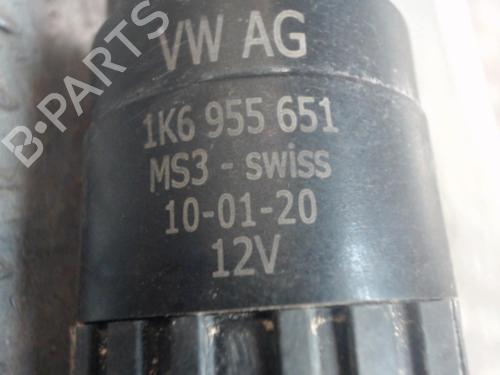 VW AG
1K6 955 651
MS3 - swiss
10-01-20
12V
B-PARTS